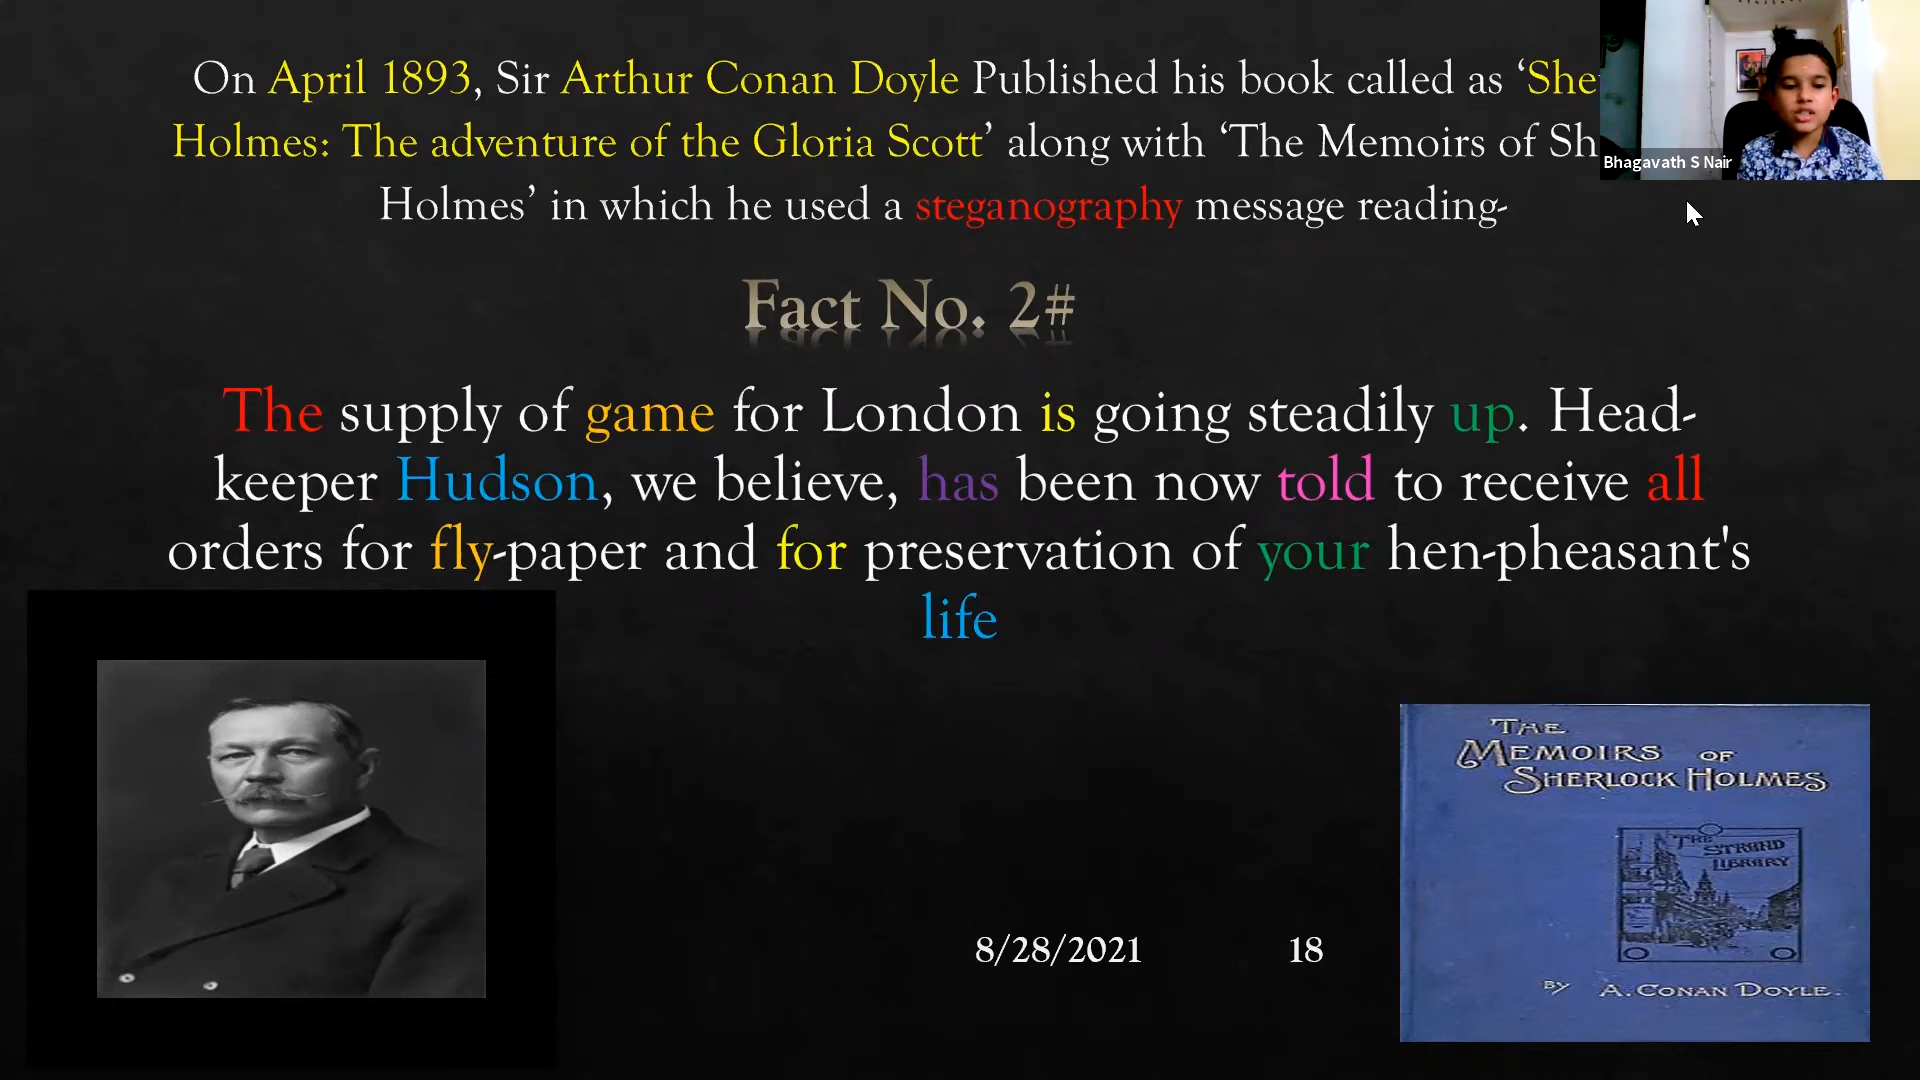 On April 1893, Sir Arthur Conan Doyle Published his book called as ‘She
Holmes: The adventure of the Gloria Scott’ along with ‘The Memoirs of Sh
Holmes’ in which he used a steganography message reading-
Bhagavath S Nair
Fact No. 2#
The supply of game for London is going steadily up. Head-
keeper Hudson, we believe, has been now told to receive all
orders for fly-paper and for preservation of your hen-pheasant's
life
THE
MEMOIRS OF
SHERLOCK HOLMES
THE
STRAND
LIBRARY
BY A. CONAN DOYLE.
8/28/2021 18